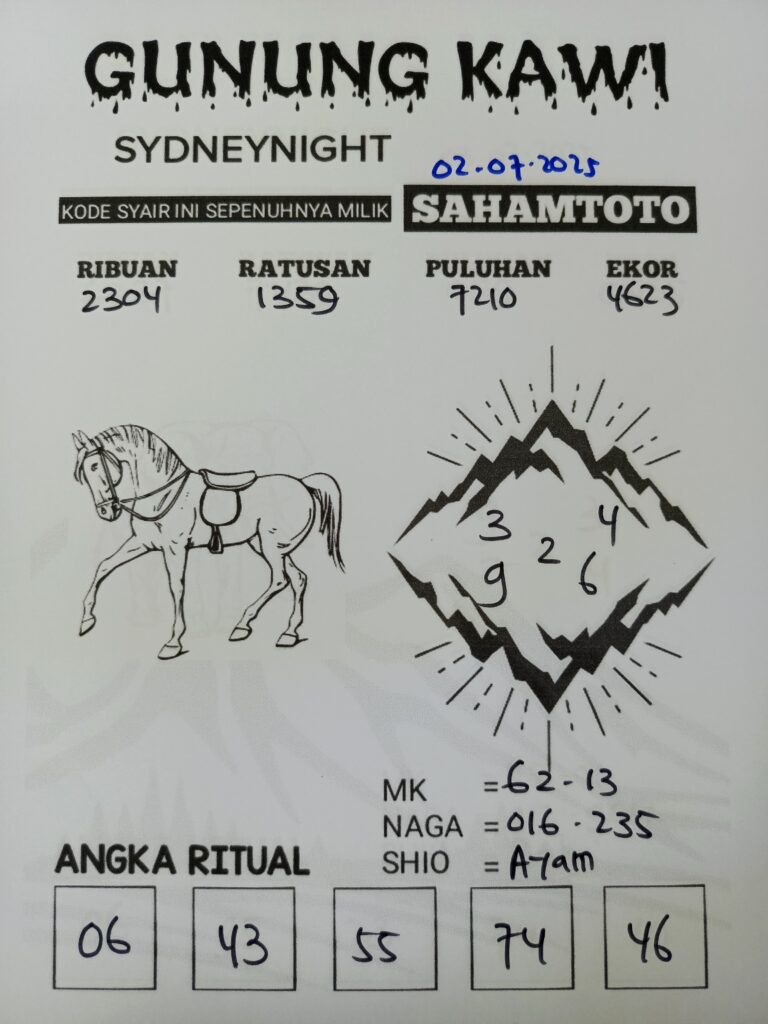 GUNUNG KAWI
SYDNEYNIGHT
02.07.2025
KODE SYAIR INI SEPENUHNYA MILIK SAHAMTOTO
RIBUAN RATUSAN PULUHAN EKOR
2304 1359 7210 4623
3 4
2
9 6
MK = 62 - 13
NAGA = 016 - 235
SHIO = Ayam
ANGKA RITUAL
06 43 55 74 46